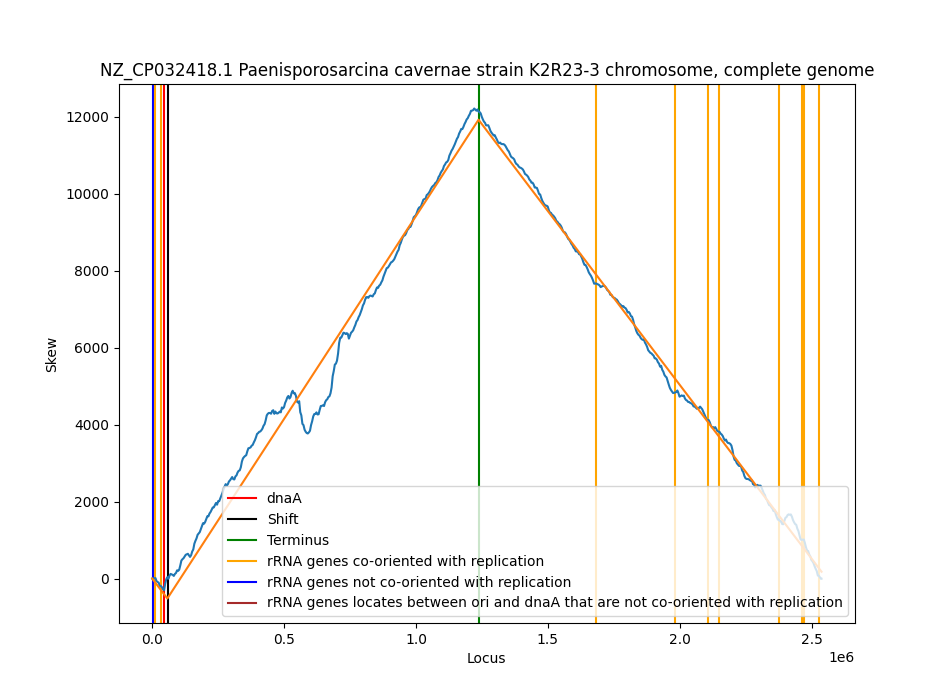 NZ_CP032418.1 Paenisporosarcina cavernae strain K2R23-3 chromosome, complete genome
12000
10000
8000
6000
4000
2000
0
Skew
dnaA
Shift
Terminus
rRNA genes co-oriented with replication
rRNA genes not co-oriented with replication
rRNA genes locates between ori and dnaA that are not co-oriented with replication
0.0 0.5 1.0 1.5 2.0 2.5
Locus
1e6